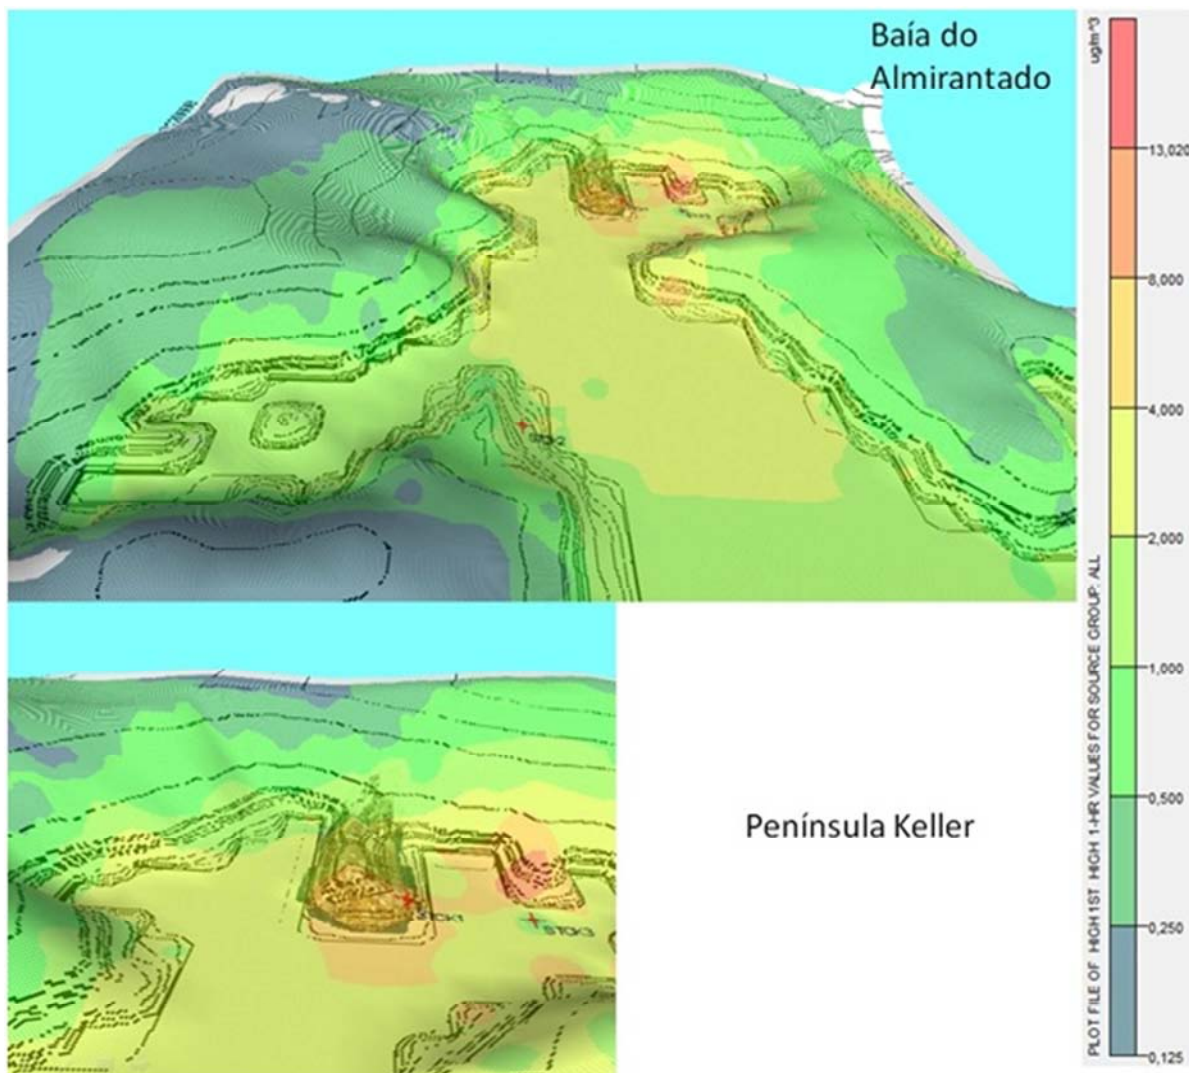 Baía do
Almirantado
STCK2
STCK1
STCK3
Península Keller
ug/m^3
13,020
8,000
4,000
2,000
1,000
0,500
0,250
0,125
PLOT FILE OF HIGH 1ST HIGH 1-HR VALUES FOR SOURCE GROUP: ALL